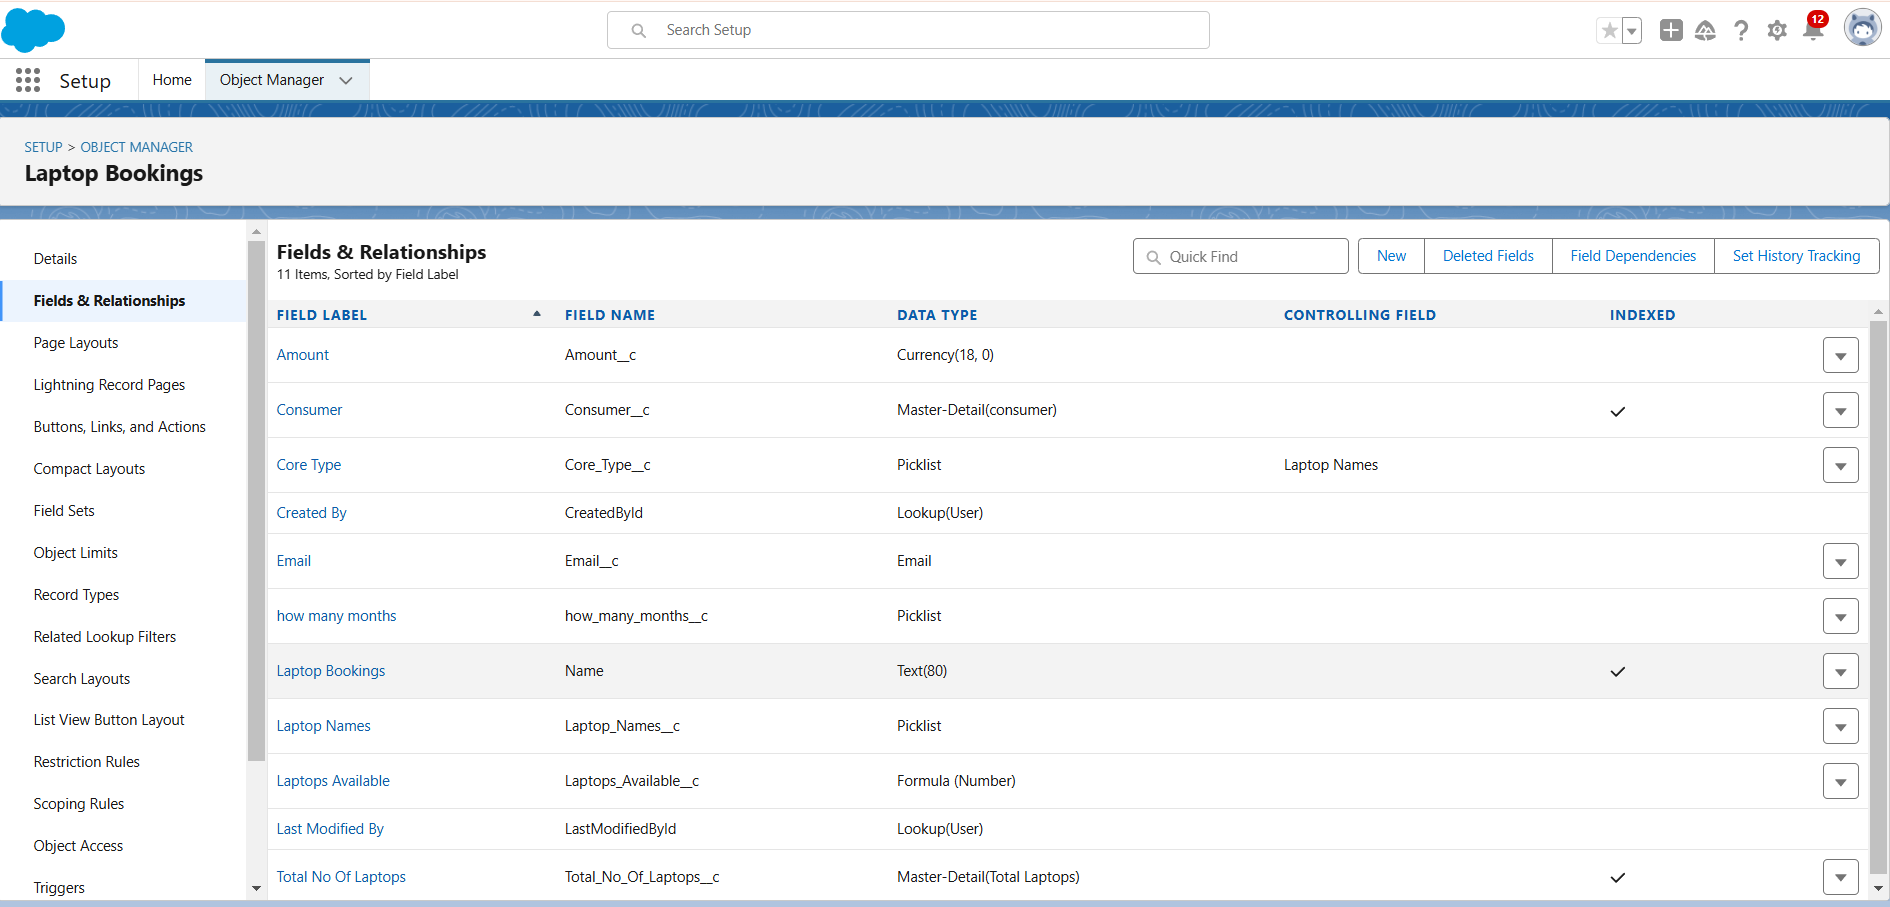 Search Setup
12
Setup
Home
Object Manager
SETUP > OBJECT MANAGER
Laptop Bookings
Details
Fields & Relationships
Page Layouts
Lightning Record Pages
Buttons, Links, and Actions
Compact Layouts
Field Sets
Object Limits
Record Types
Related Lookup Filters
Search Layouts
List View Button Layout
Restriction Rules
Scoping Rules
Object Access
Triggers
Fields & Relationships
11 Items, Sorted by Field Label
Quick Find
New
Deleted Fields
Field Dependencies
Set History Tracking
FIELD LABEL FIELD NAME DATA TYPE CONTROLLING FIELD INDEXED
Amount Amount__c Currency(18, 0)
Consumer Consumer__c Master-Detail(consumer)
Core Type Core_Type__c Picklist Laptop Names
Created By CreatedById Lookup(User)
Email Email__c Email
how many months how_many_months__c Picklist
Laptop Bookings Name Text(80)
Laptop Names Laptop_Names__c Picklist
Laptops Available Laptops_Available__c Formula (Number)
Last Modified By LastModifiedById Lookup(User)
Total No Of Laptops Total_No_Of_Laptops__c Master-Detail(Total Laptops)